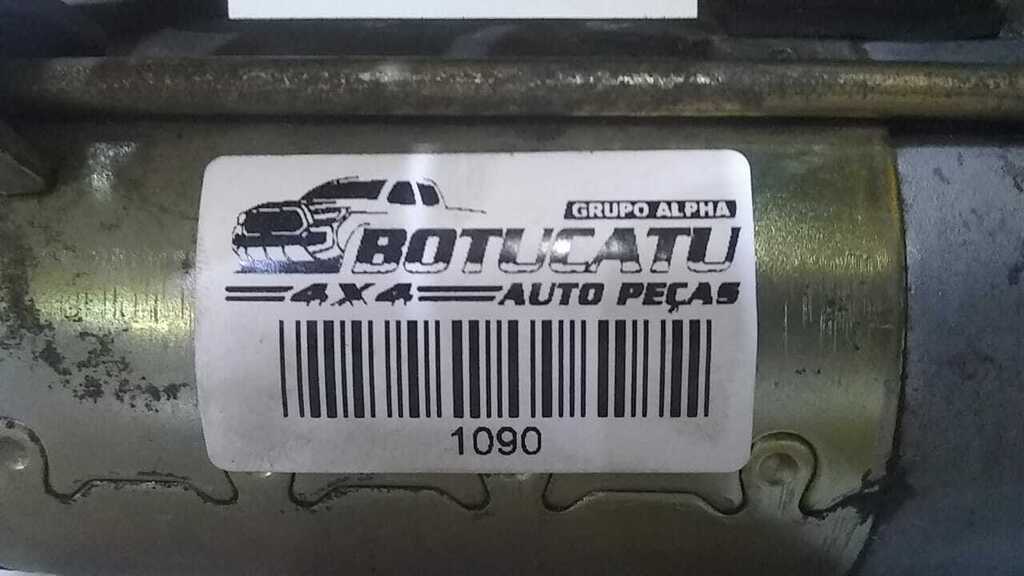 GRUPO ALPHA
BOTUCATU
4X4 AUTO PEÇAS
1090